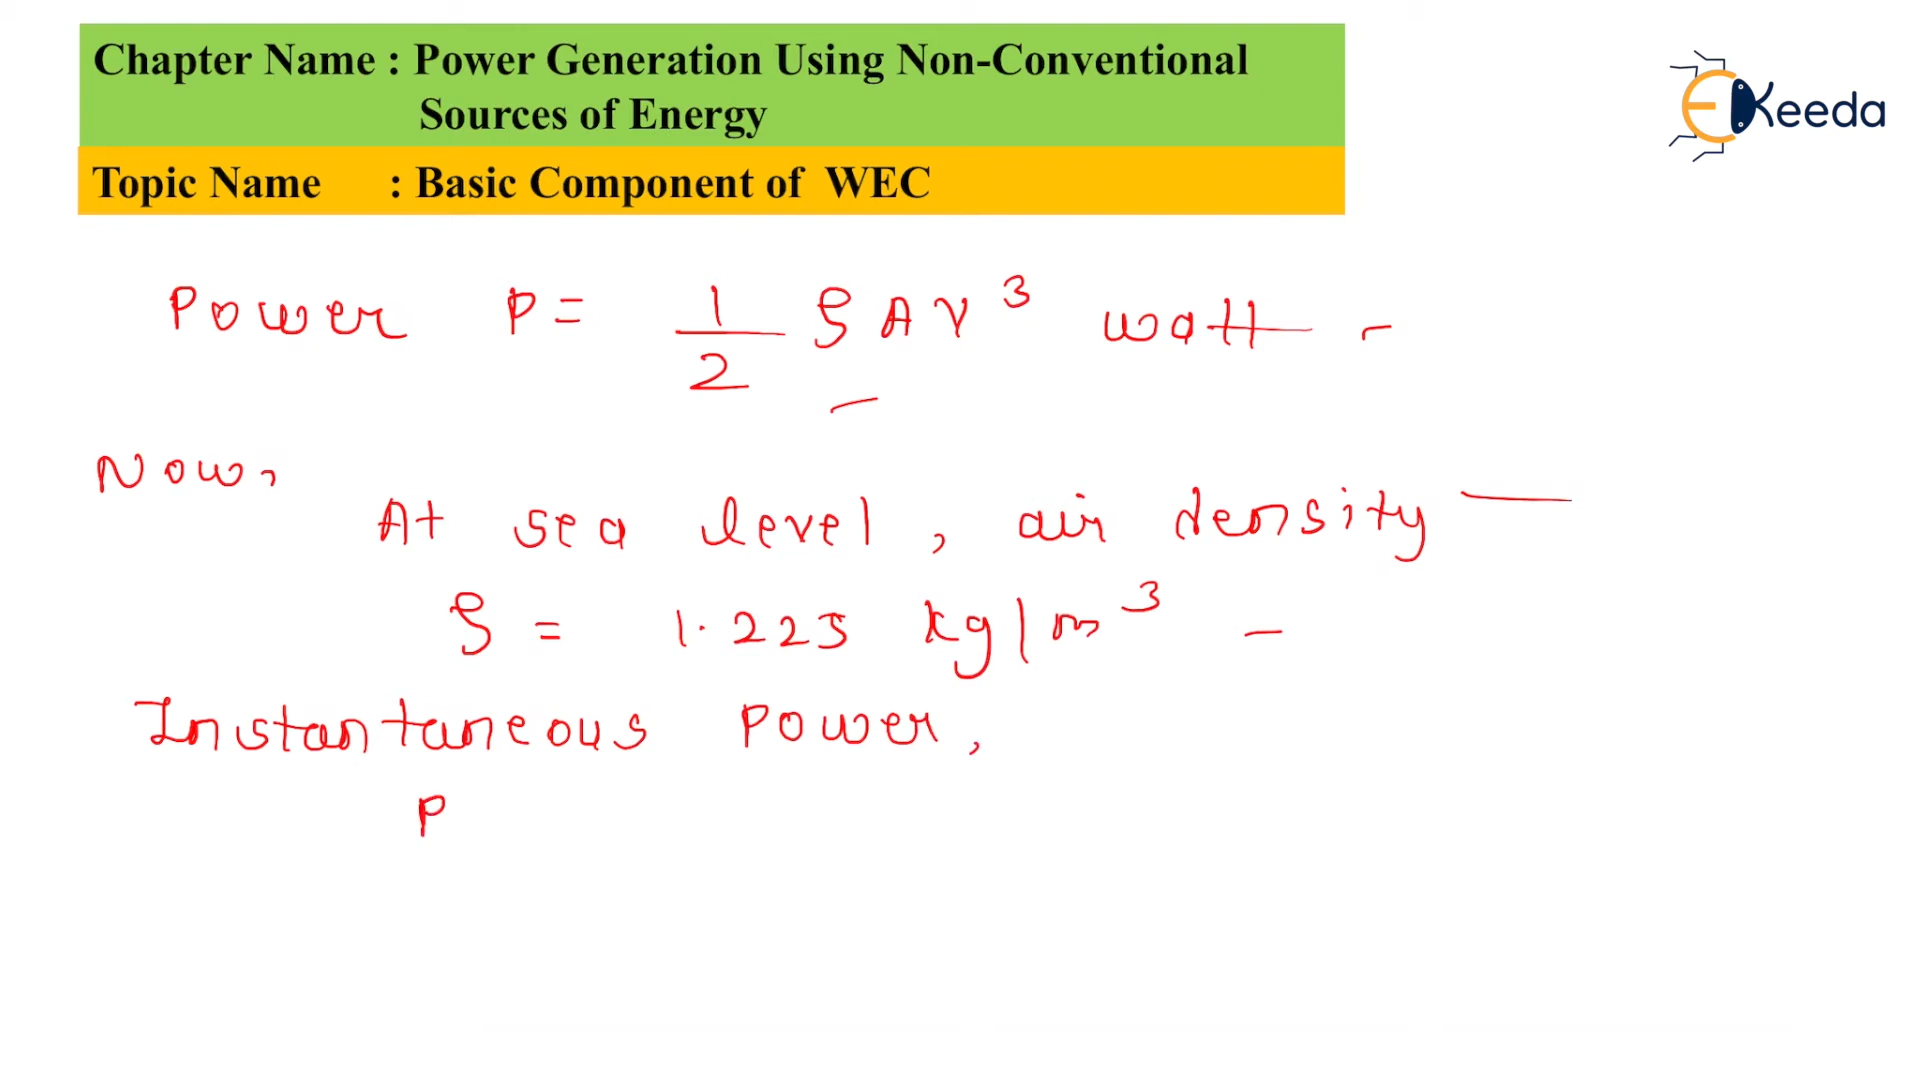 Chapter Name : Power Generation Using Non-Conventional
Sources of Energy
EKeeda
Topic Name : Basic Component of WEC
Power P = 1/2 ρ A V³ watt -
Now,
At sea level, air density —
ρ = 1.225 kg/m³ -
Instantaneous Power,
P